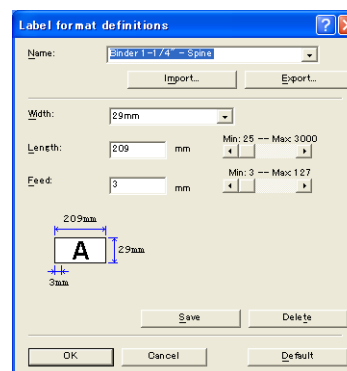 Label format definitions
Name: Binder 1-1/4" - Spine
Import... Export...
Width: 29mm
Length: 209 mm Min: 25 -- Max: 3000
Feed: 3 mm Min: 3 -- Max: 127
209mm
A 29mm
3mm
Save Delete
OK Cancel Default